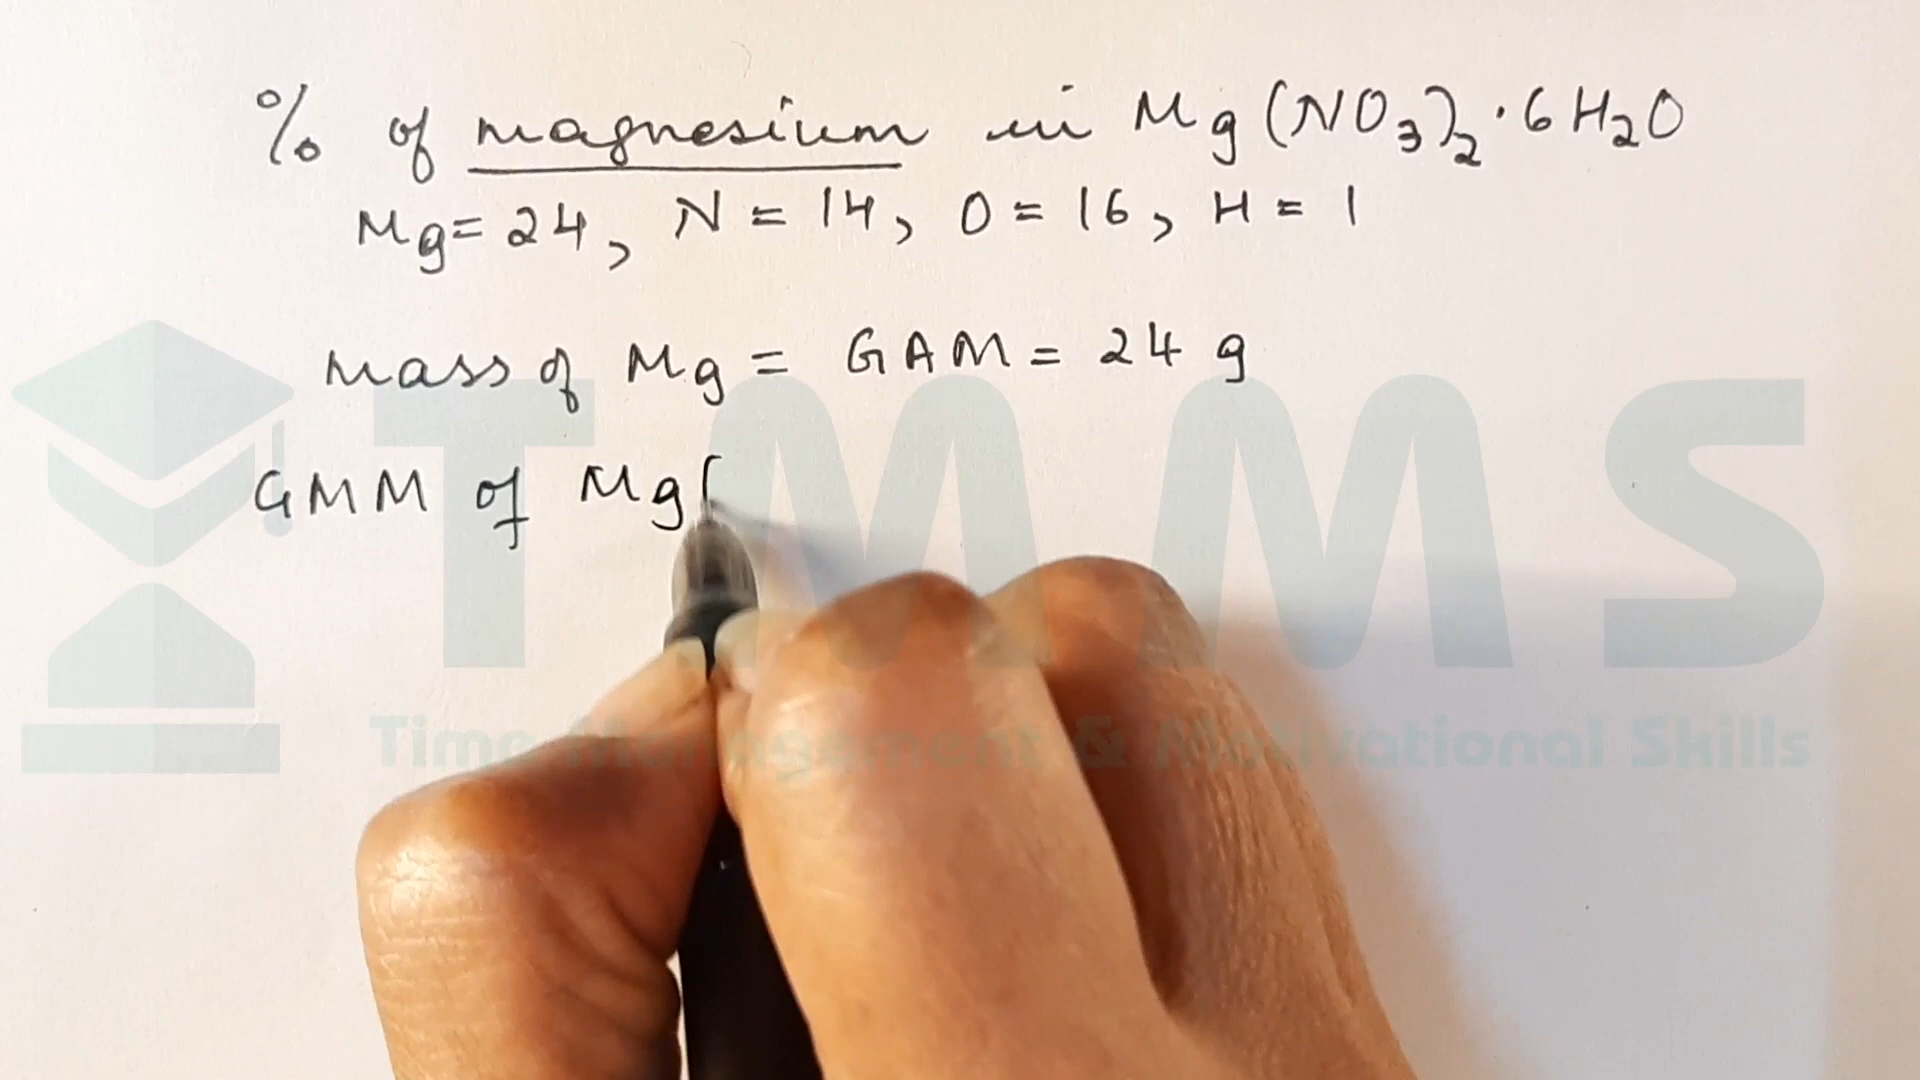 % of magnesium in Mg(NO₃)₂·6H₂O
Mg = 24, N = 14, O = 16, H = 1
Mass of Mg = GAM = 24 g
GMM of Mg(
TMMS
Time Management & Motivational Skills